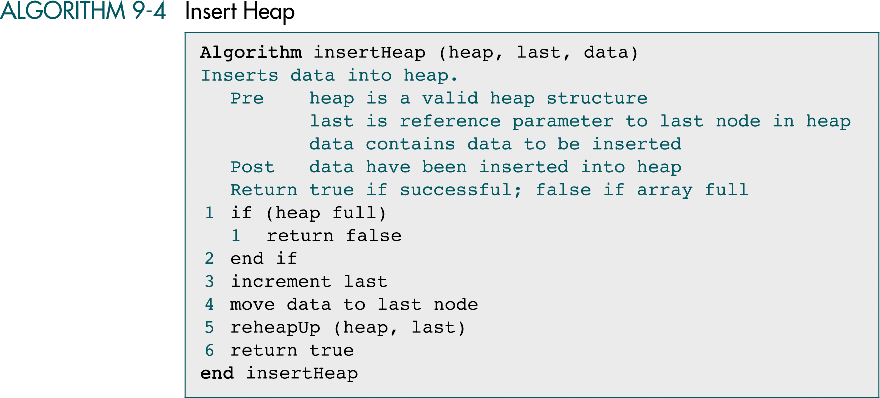 ALGORITHM 9-4 Insert Heap
Algorithm insertHeap (heap, last, data)
Inserts data into heap.
Pre heap is a valid heap structure
last is reference parameter to last node in heap
data contains data to be inserted
Post data have been inserted into heap
Return true if successful; false if array full
1 if (heap full)
1 return false
2 end if
3 increment last
4 move data to last node
5 reheapUp (heap, last)
6 return true
end insertHeap